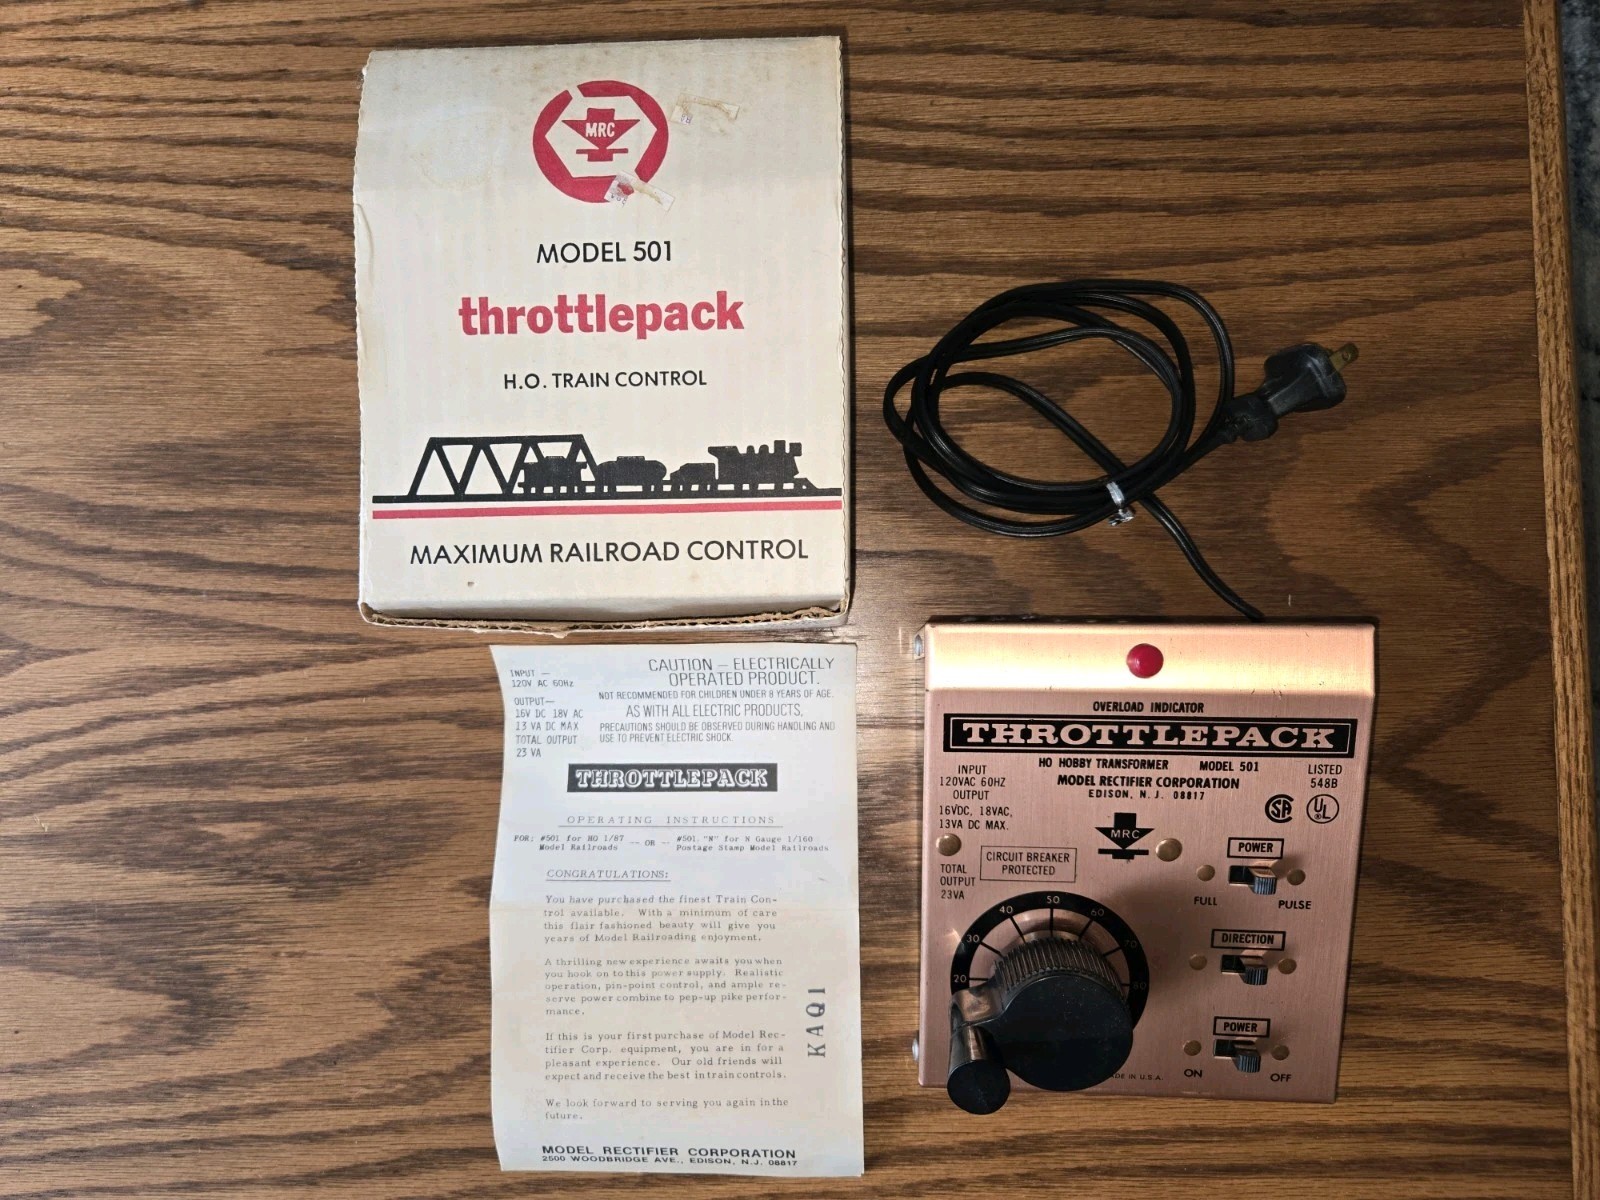 MRC
MODEL 501
throttlepack
H.O. TRAIN CONTROL
MAXIMUM RAILROAD CONTROL
INPUT —
120V AC 60Hz
OUTPUT—
16V DC 18V AC
13 VA DC MAX
TOTAL OUTPUT
23 VA
CAUTION — ELECTRICALLY
OPERATED PRODUCT.
NOT RECOMMENDED FOR CHILDREN UNDER 8 YEARS OF AGE.
AS WITH ALL ELECTRIC PRODUCTS,
PRECAUTIONS SHOULD BE OBSERVED DURING HANDLING AND
USE TO PREVENT ELECTRIC SHOCK.
THROTTLEPACK
OPERATING INSTRUCTIONS
FOR: #501 for HO 1/87 -- OR -- #501 "N" for N Gauge 1/160
Model Railroads Postage Stamp Model Railroads
CONGRATULATIONS:
You have purchased the finest Train Con-
trol available. With a minimum of care
this flair fashioned beauty will give you
years of Model Railroading enjoyment.
A thrilling new experience awaits you when
you hook on to this power supply. Realistic
operation, pin-point control, and ample re-
serve power combine to pep-up pike perfor-
mance.
If this is your first purchase of Model Rec-
tifier Corp. equipment, you are in for a
pleasant experience. Our old friends will
expect and receive the best in train controls.
We look forward to serving you again in the
future.
KAQ1
MODEL RECTIFIER CORPORATION
2500 WOODBRIDGE AVE., EDISON, N.J. 08817
OVERLOAD INDICATOR
THROTTLEPACK
HO HOBBY TRANSFORMER MODEL 501
MODEL RECTIFIER CORPORATION
EDISON, N. J. 08817
INPUT
120VAC 60HZ
OUTPUT
16VDC, 18VAC,
13VA DC MAX.
LISTED
548B
SA
UL
MRC
CIRCUIT BREAKER
PROTECTED
TOTAL
OUTPUT
23VA
POWER
FULL PULSE
DIRECTION
POWER
ON OFF
20 30 40 50 60 70 80
MADE IN U.S.A.